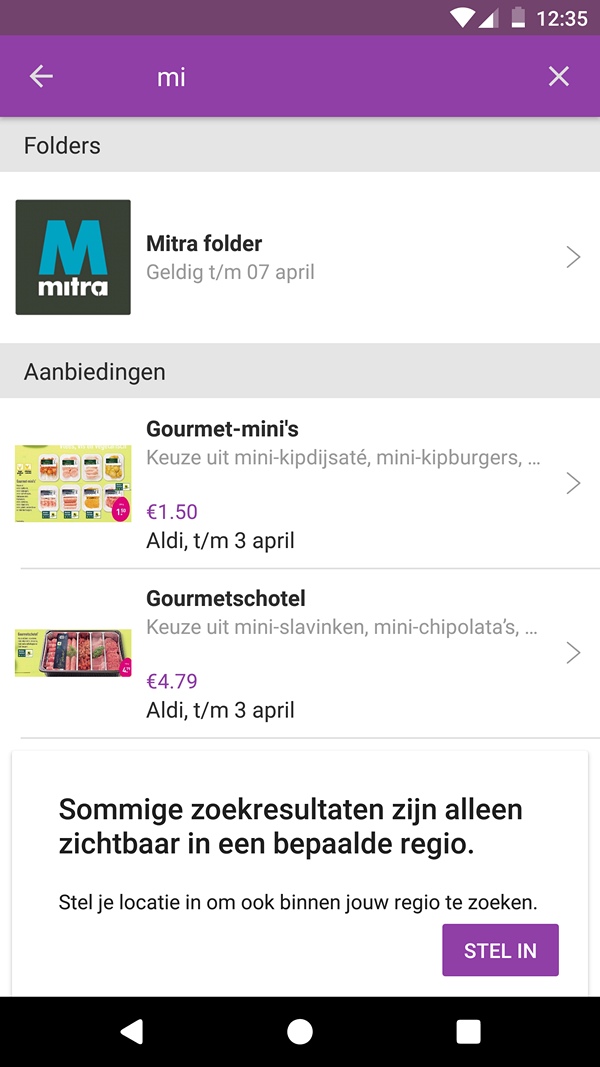 12:35
mi
Folders
M
mitra
Mitra folder
Geldig t/m 07 april
Aanbiedingen
Gourmet-mini's
Keuze uit mini-kipdijsaté, mini-kipburgers, ...
€1.50
Aldi, t/m 3 april
Gourmetschotel
Keuze uit mini-slavinken, mini-chipolata’s, ...
€4.79
Aldi, t/m 3 april
Sommige zoekresultaten zijn alleen
zichtbaar in een bepaalde regio.
Stel je locatie in om ook binnen jouw regio te zoeken.
STEL IN